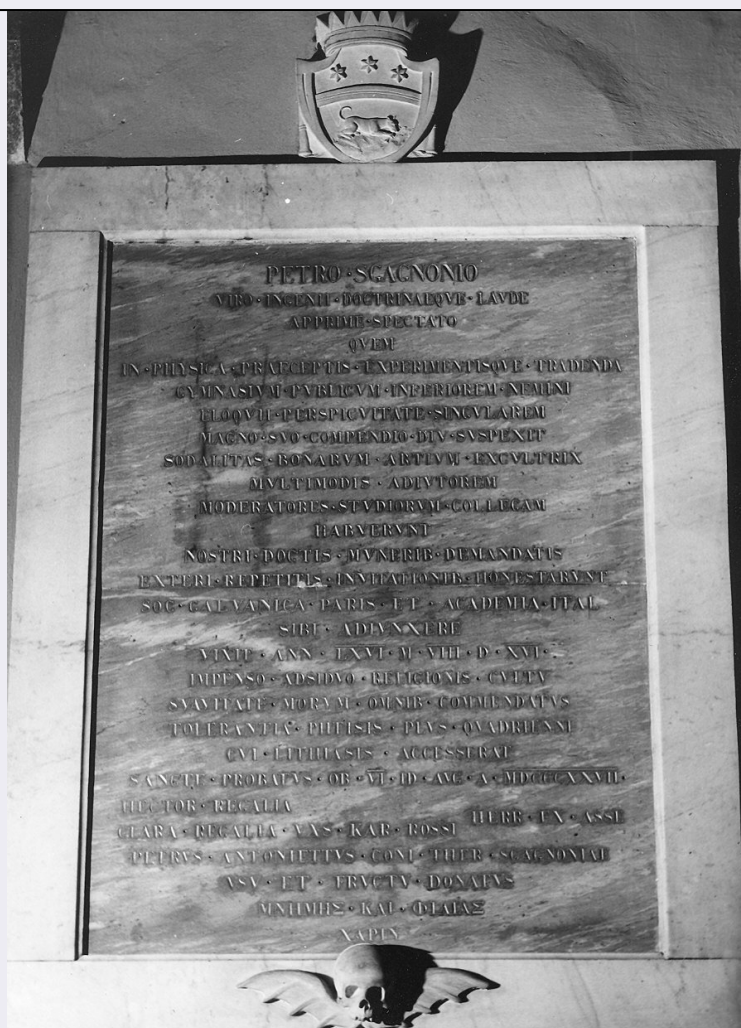 PETRO · SGAGNONIO
VIRO · INGENII · DOCTRINAEQVE · LAVDE
APPRIME · SPECTATO
QVEM
IN · PHYSICA · PRAECEPTIS · EXPERIMENTISQVE · TRADENDA
GYMNASIVM · PVBLICVM · INFERIOREM · NEMINI
ELOQVII · PERSPICVITATE · SINGVLAREM
MAGNO · SVO · COMPENDIO · DIV · SVSPEXIT
SODALITAS · BONARVM · ARTIVM · EXCVLTRIX
MVLTIMODIS · ADIVTOREM
MODERATORES · STVDIORVM · COLLEGAM
HABVERVNT
NOSTRI · DOCTIS · MVNERIB · DEMANDATIS
EXTERI · REPETITIS · INVITATIONIB · HONESTARVNT
SOC · GALVANICA · PARIS · ET · ACADEMIA · ITAL
SIBI · ADIVNXERE
VIXIT · ANN · LXVI · M · VIII · D · XVI ·
IMPENSO · ADSIDVO · RELIGIONIS · CVLTV
SVAVITATE · MORVM · OMNIB · COMMENDATVS
TOLERANTIA · PHTISIS · PLVS · QVADRIENNI
CVI · LITHIASIS · ACCESSERAT
SANCTE · PROBATVS · OB · VI · ID · AVG · A · MDCCCXXVII ·
HECTOR · REGALIA
CLARA · REGALIA · VXS · KAR · ROSSI
HERR · EX · ASSE
PETRVS · ANTONIETTVS · CONI · THER · SCAGNONIAE
VSV · ET · FRVCTV · DONATVS
ΜΝΗΜΗΣ · ΚΑΙ · ΦΙΛΙΑΣ
ΧΑΡΙΝ